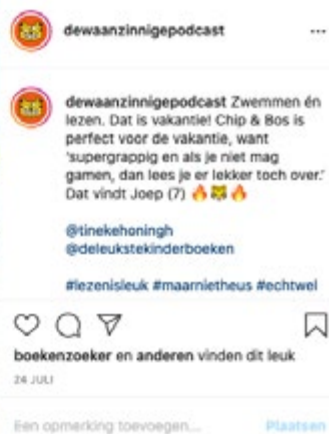 dewaanzinnigepodcast
dewaanzinnigepodcast Zwemmen én
lezen. Dat is vakantie! Chip & Bos is
perfect voor de vakantie, want
'supergrappig en als je niet mag
gamen, dan lees je er lekker toch over.'
Dat vindt Joep (7) 🔥🐯🔥
@tinekehoningh
@deleukstekinderboeken
#lezenisleuk #maarnietheus #echtwel
boekenzoeker en anderen vinden dit leuk
24 JULI
Een opmerking toevoegen...
Plaatsen